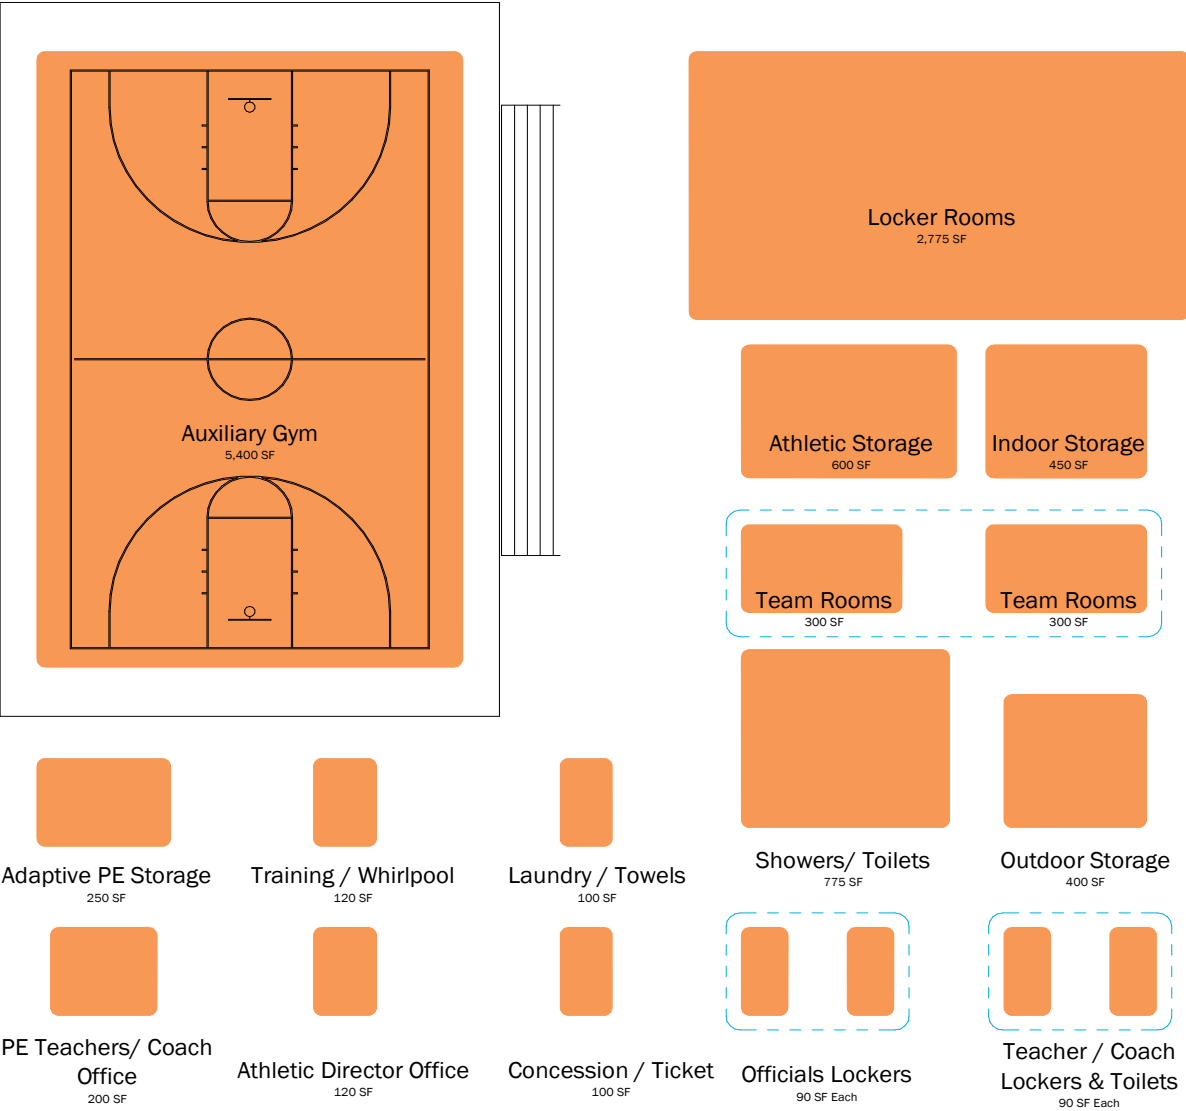 Locker Rooms
2,775 SF
Auxiliary Gym
5,400 SF
Athletic Storage
600 SF
Indoor Storage
450 SF
Team Rooms
300 SF
Team Rooms
300 SF
Showers/ Toilets
775 SF
Outdoor Storage
400 SF
Adaptive PE Storage
250 SF
Training / Whirlpool
120 SF
Laundry / Towels
100 SF
PE Teachers/ Coach
Office
200 SF
Athletic Director Office
120 SF
Concession / Ticket
100 SF
Officials Lockers
90 SF Each
Teacher / Coach
Lockers & Toilets
90 SF Each